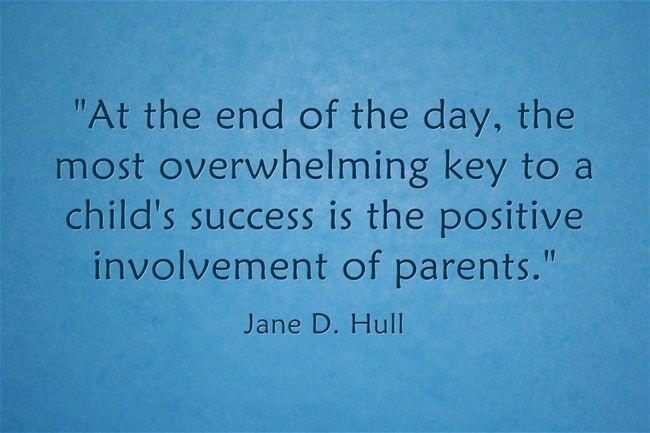 "At the end of the day, the
most overwhelming key to a
child's success is the positive
involvement of parents."
Jane D. Hull